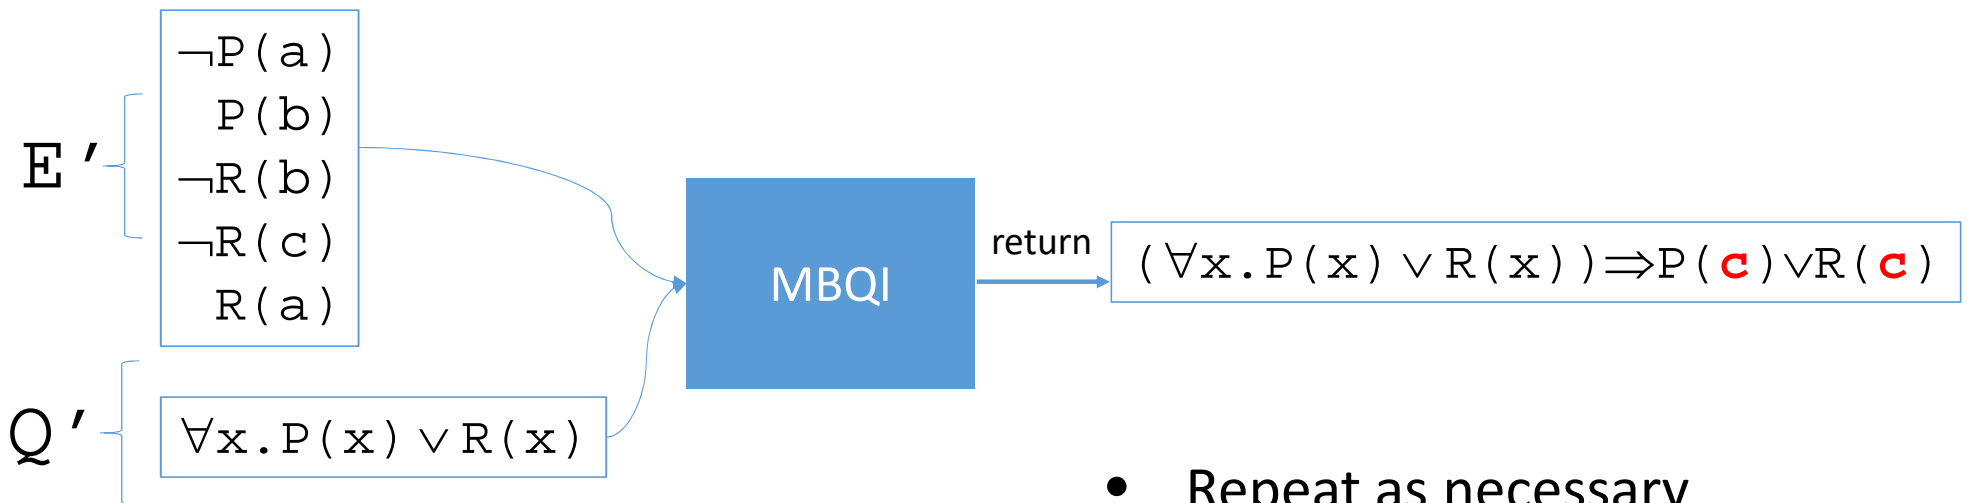 ¬P(a)
P(b)
E′
¬R(b)
¬R(c)
R(a)
Q′
∀x.P(x)∨R(x)
MBQI
return
(∀x.P(x)∨R(x))⇒P(c)∨R(c)
• Repeat as necessary